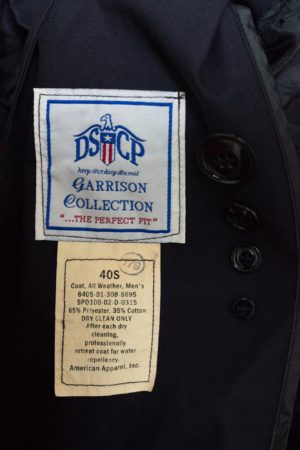 DSCP
http://ct.dscp.dla.mil
GARRISON
COLLECTION
"...THE PERFECT FIT"
40S
Coat, All Weather, Men's
8405-01-308-8695
SPO100-02-D-0315
65% Polyester, 35% Cotton
DRY CLEAN ONLY
After each dry
cleaning,
professionally
retreat coat for water
repellency.
American Apparel, Inc.